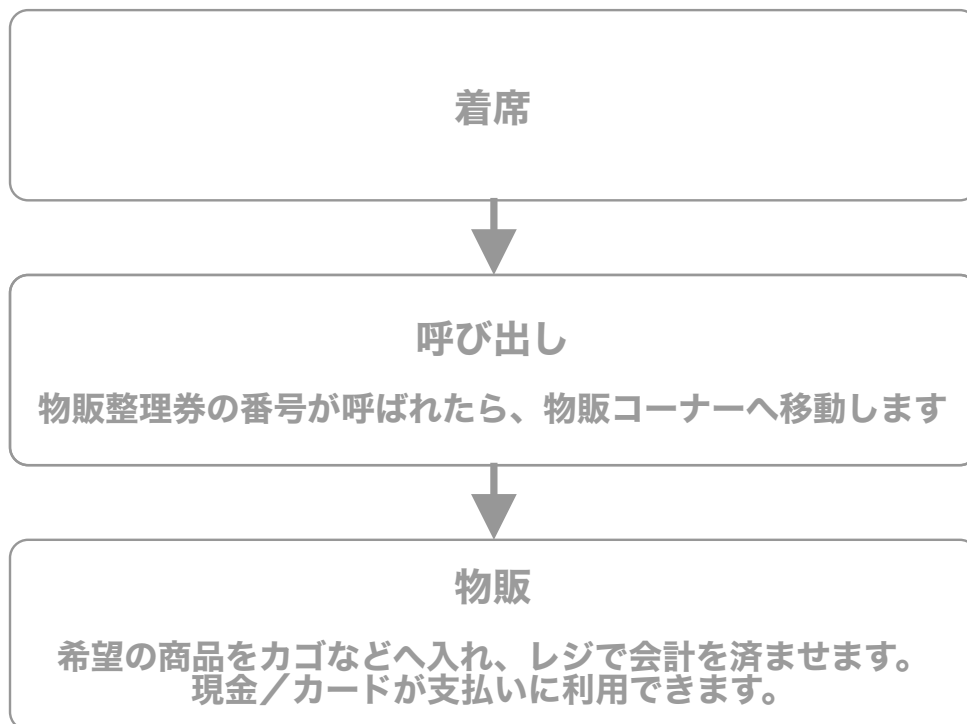 着席
呼び出し
物販整理券の番号が呼ばれたら、物販コーナーへ移動します
物販
希望の商品をカゴなどへ入れ、レジで会計を済ませます。
現金／カードが支払いに利用できます。